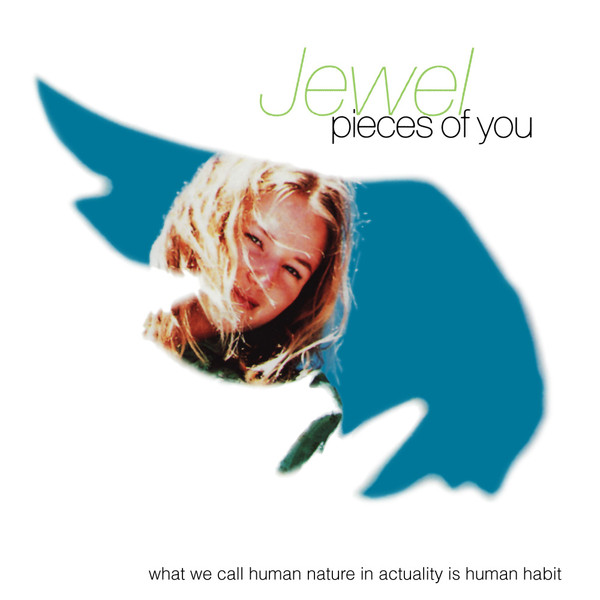 Jewel
pieces of you
what we call human nature in actuality is human habit